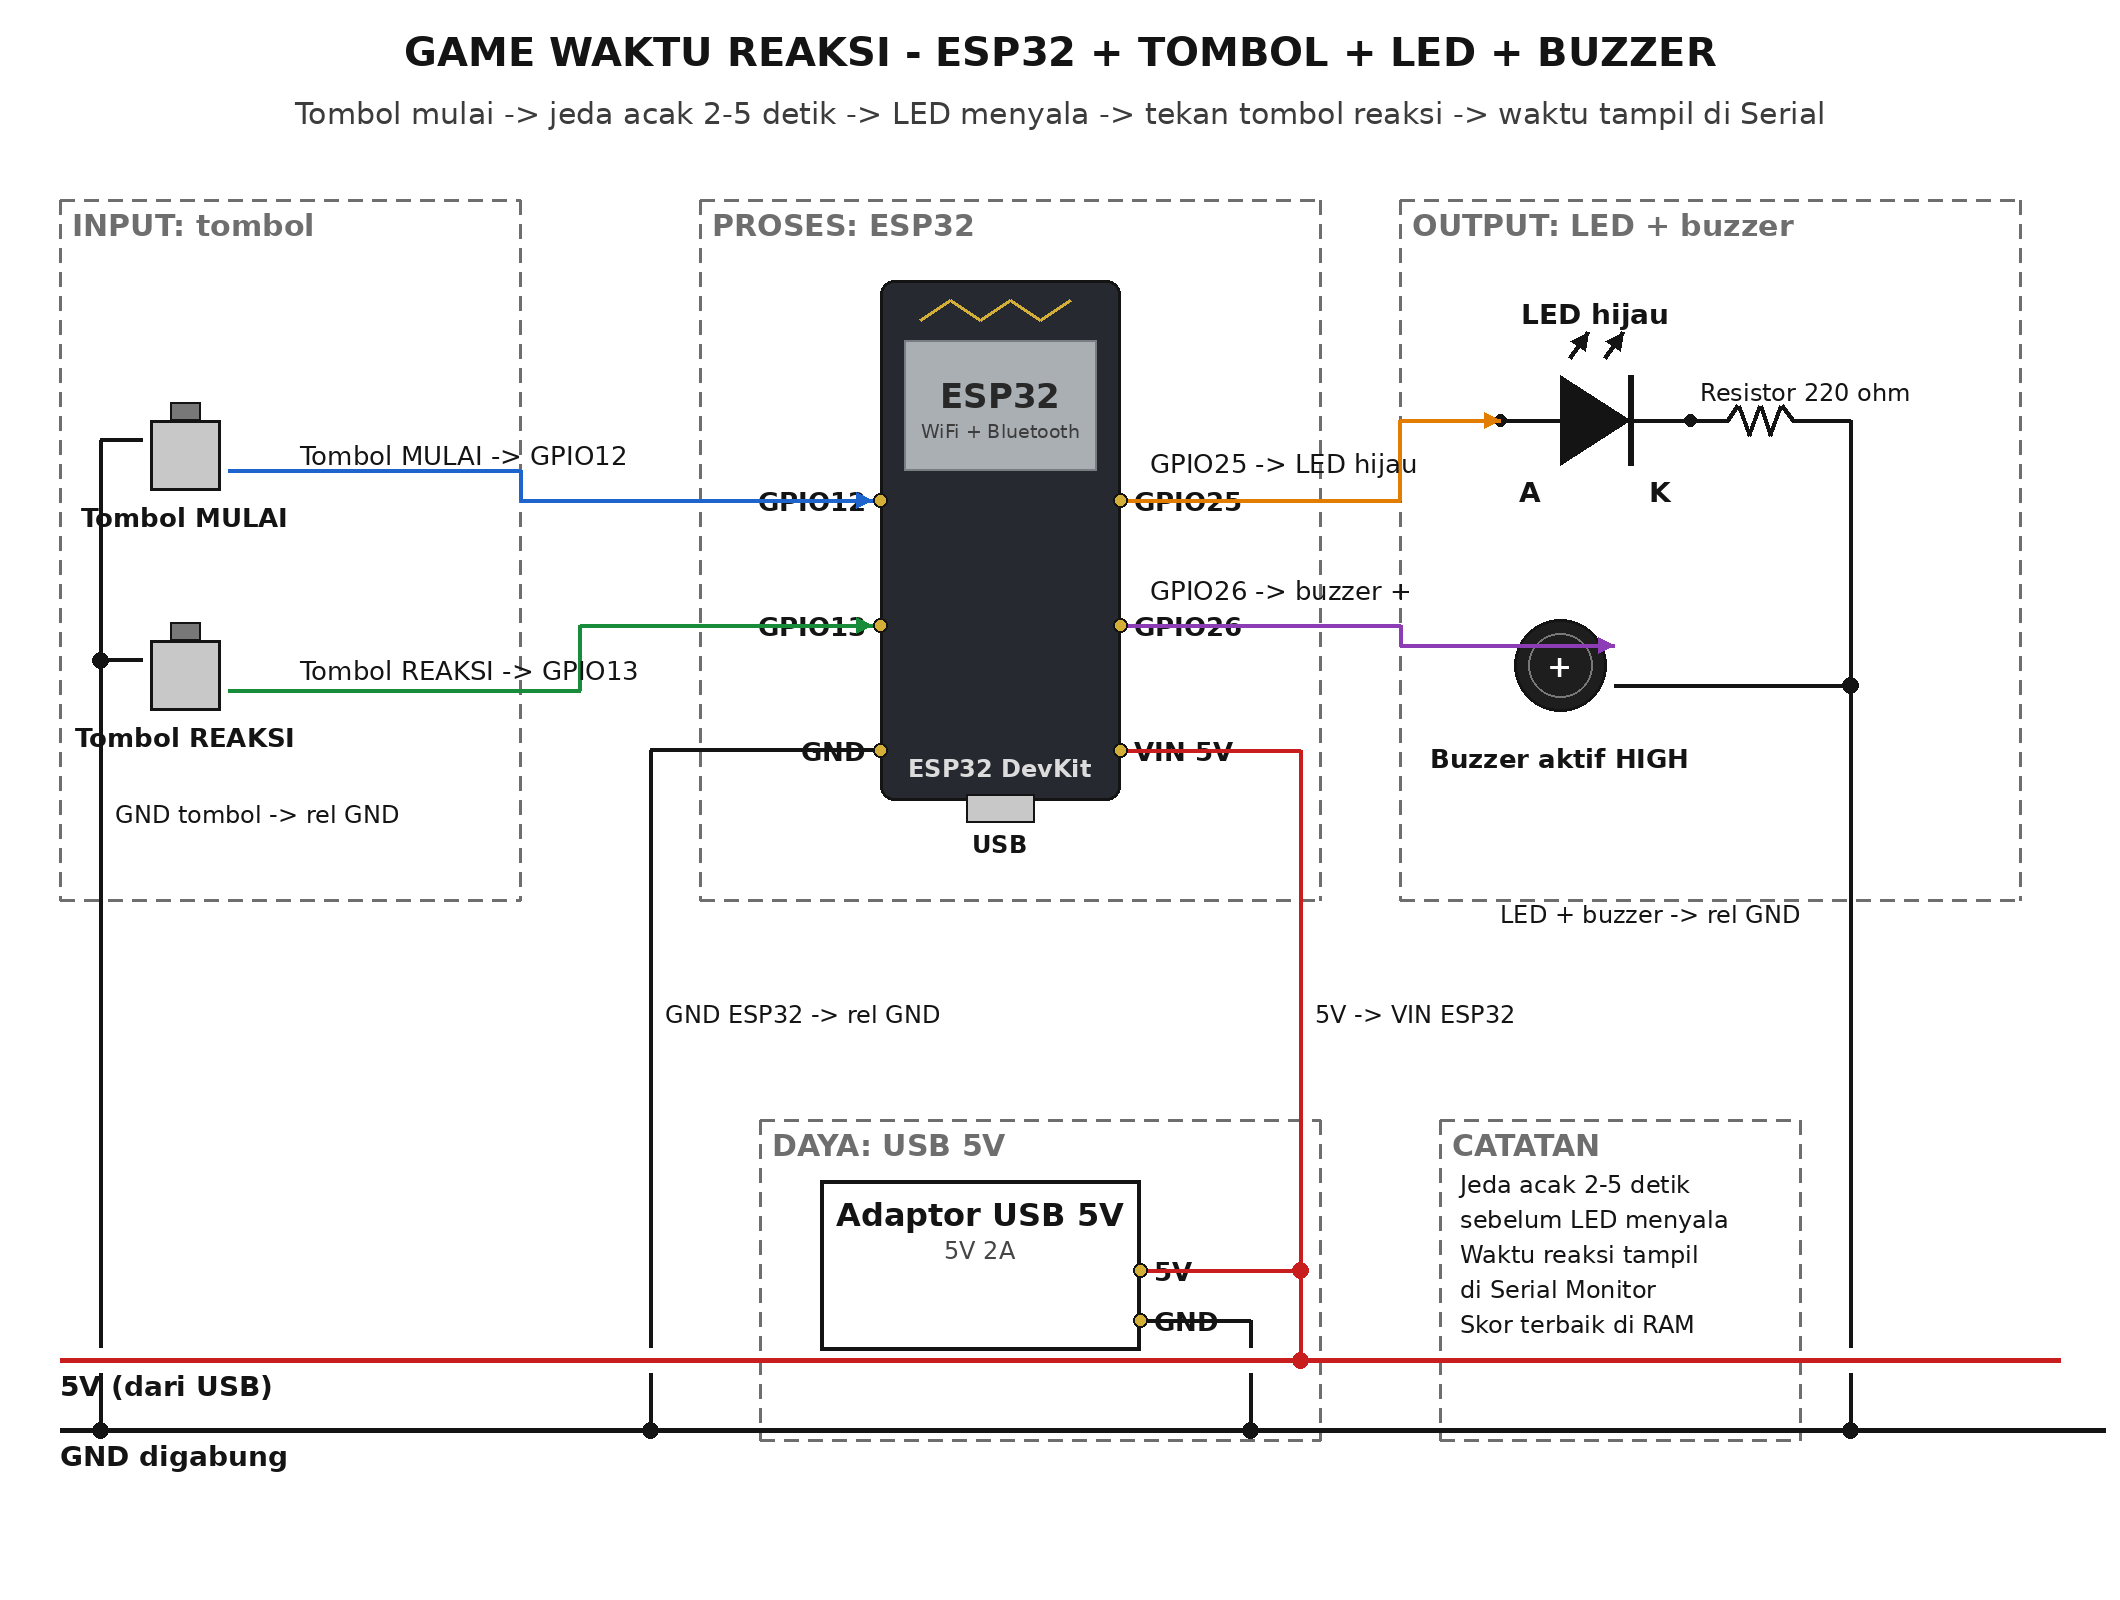 GAME WAKTU REAKSI - ESP32 + TOMBOL + LED + BUZZER
Tombol mulai -> jeda acak 2-5 detik -> LED menyala -> tekan tombol reaksi -> waktu tampil di Serial
INPUT: tombol
Tombol MULAI -> GPIO12
Tombol MULAI
Tombol REAKSI -> GPIO13
Tombol REAKSI
GND tombol -> rel GND
PROSES: ESP32
ESP32
WiFi + Bluetooth
GPIO12
GPIO13
GND
GPIO25 -> LED hijau
GPIO25
GPIO26 -> buzzer +
GPIO26
VIN 5V
ESP32 DevKit
USB
OUTPUT: LED + buzzer
LED hijau
Resistor 220 ohm
A
K
+
Buzzer aktif HIGH
LED + buzzer -> rel GND
GND ESP32 -> rel GND
5V -> VIN ESP32
DAYA: USB 5V
Adaptor USB 5V
5V 2A
5V
GND
CATATAN
Jeda acak 2-5 detik
sebelum LED menyala
Waktu reaksi tampil
di Serial Monitor
Skor terbaik di RAM
5V (dari USB)
GND digabung